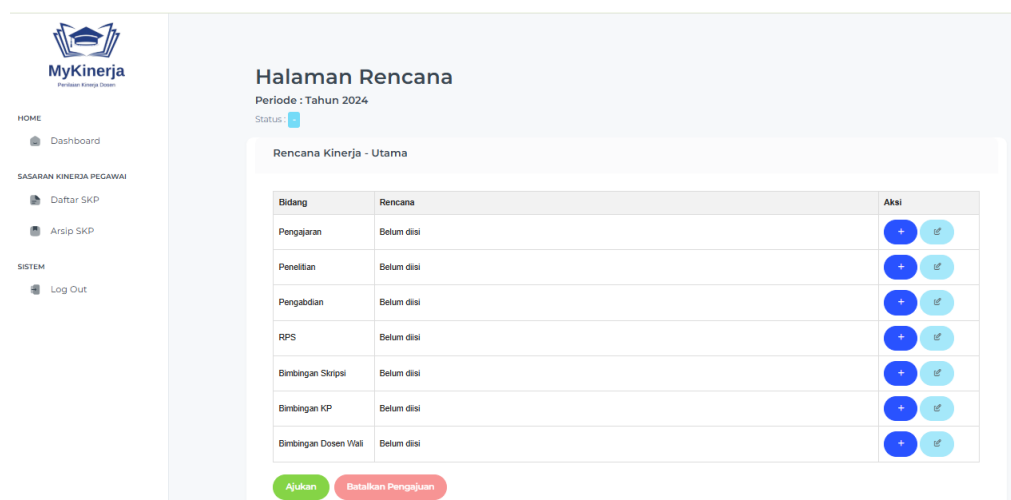 MyKinerja
Penilaian Kinerja Dosen
HOME
Dashboard
SASARAN KINERJA PEGAWAI
Daftar SKP
Arsip SKP
SISTEM
Log Out
Halaman Rencana
Periode : Tahun 2024
Status : -
Rencana Kinerja - Utama
Bidang Rencana Aksi
Pengajaran Belum diisi +
Penelitian Belum diisi +
Pengabdian Belum diisi +
RPS Belum diisi +
Bimbingan Skripsi Belum diisi +
Bimbingan KP Belum diisi +
Bimbingan Dosen Wali Belum diisi +
Ajukan Batalkan Pengajuan